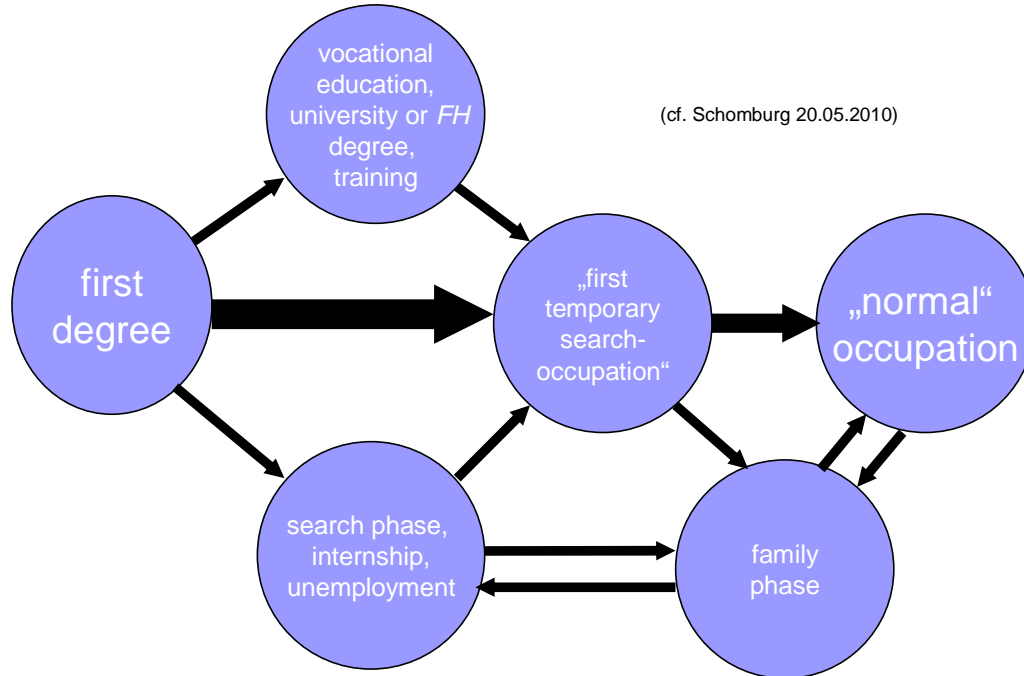 vocational
education,
university or FH
degree,
training
(cf. Schomburg 20.05.2010)
first
degree
„first
temporary
search-
occupation“
„normal“
occupation
search phase,
internship,
unemployment
family
phase